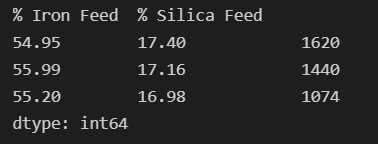 % Iron Feed  % Silica Feed
54.95        17.40            1620
55.99        17.16            1440
55.20        16.98            1074
dtype: int64